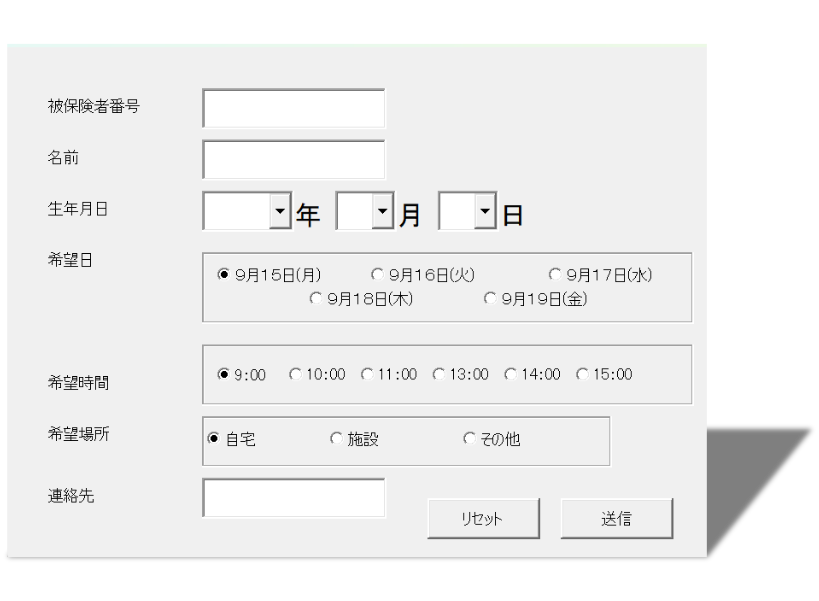 被保険者番号
名前
生年月日 年 月 日
希望日
9月15日(月) 9月16日(火) 9月17日(水)
9月18日(木) 9月19日(金)
希望時間
9:00 10:00 11:00 13:00 14:00 15:00
希望場所
自宅 施設 その他
連絡先
リセット 送信